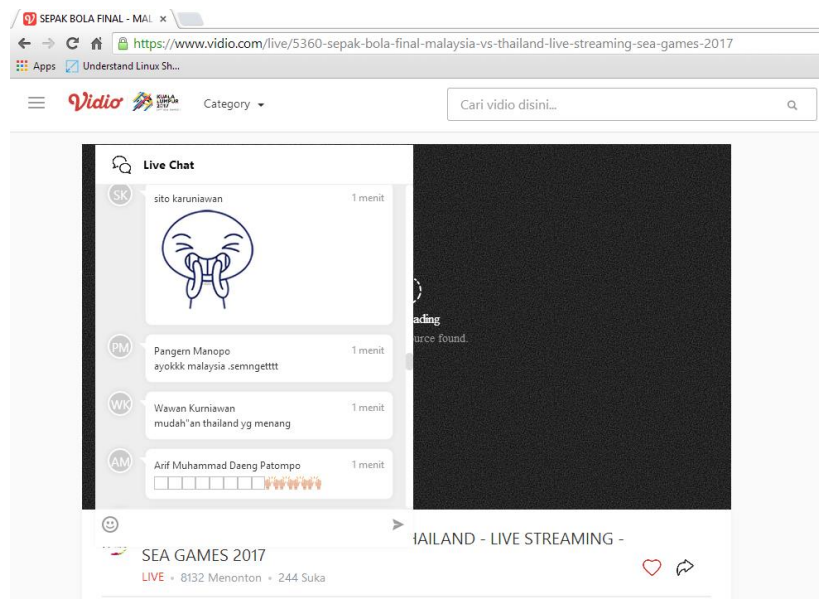 SEPAK BOLA FINAL - MAL
https://www.vidio.com/live/5360-sepak-bola-final-malaysia-vs-thailand-live-streaming-sea-games-2017
Apps Understand Linux Sh...
Vidio KUALA LUMPUR 2017 Category Cari vidio disini...
Live Chat
SK sito karuniawan 1 menit
ading
urce found.
PM Pangern Manopo 1 menit
ayokkk malaysia .semngetttt
WK Wawan Kurniawan 1 menit
mudah"an thailand yg menang
AM Arif Muhammad Daeng Patompo 1 menit
HAILAND - LIVE STREAMING -
SEA GAMES 2017
LIVE • 8132 Menonton • 244 Suka